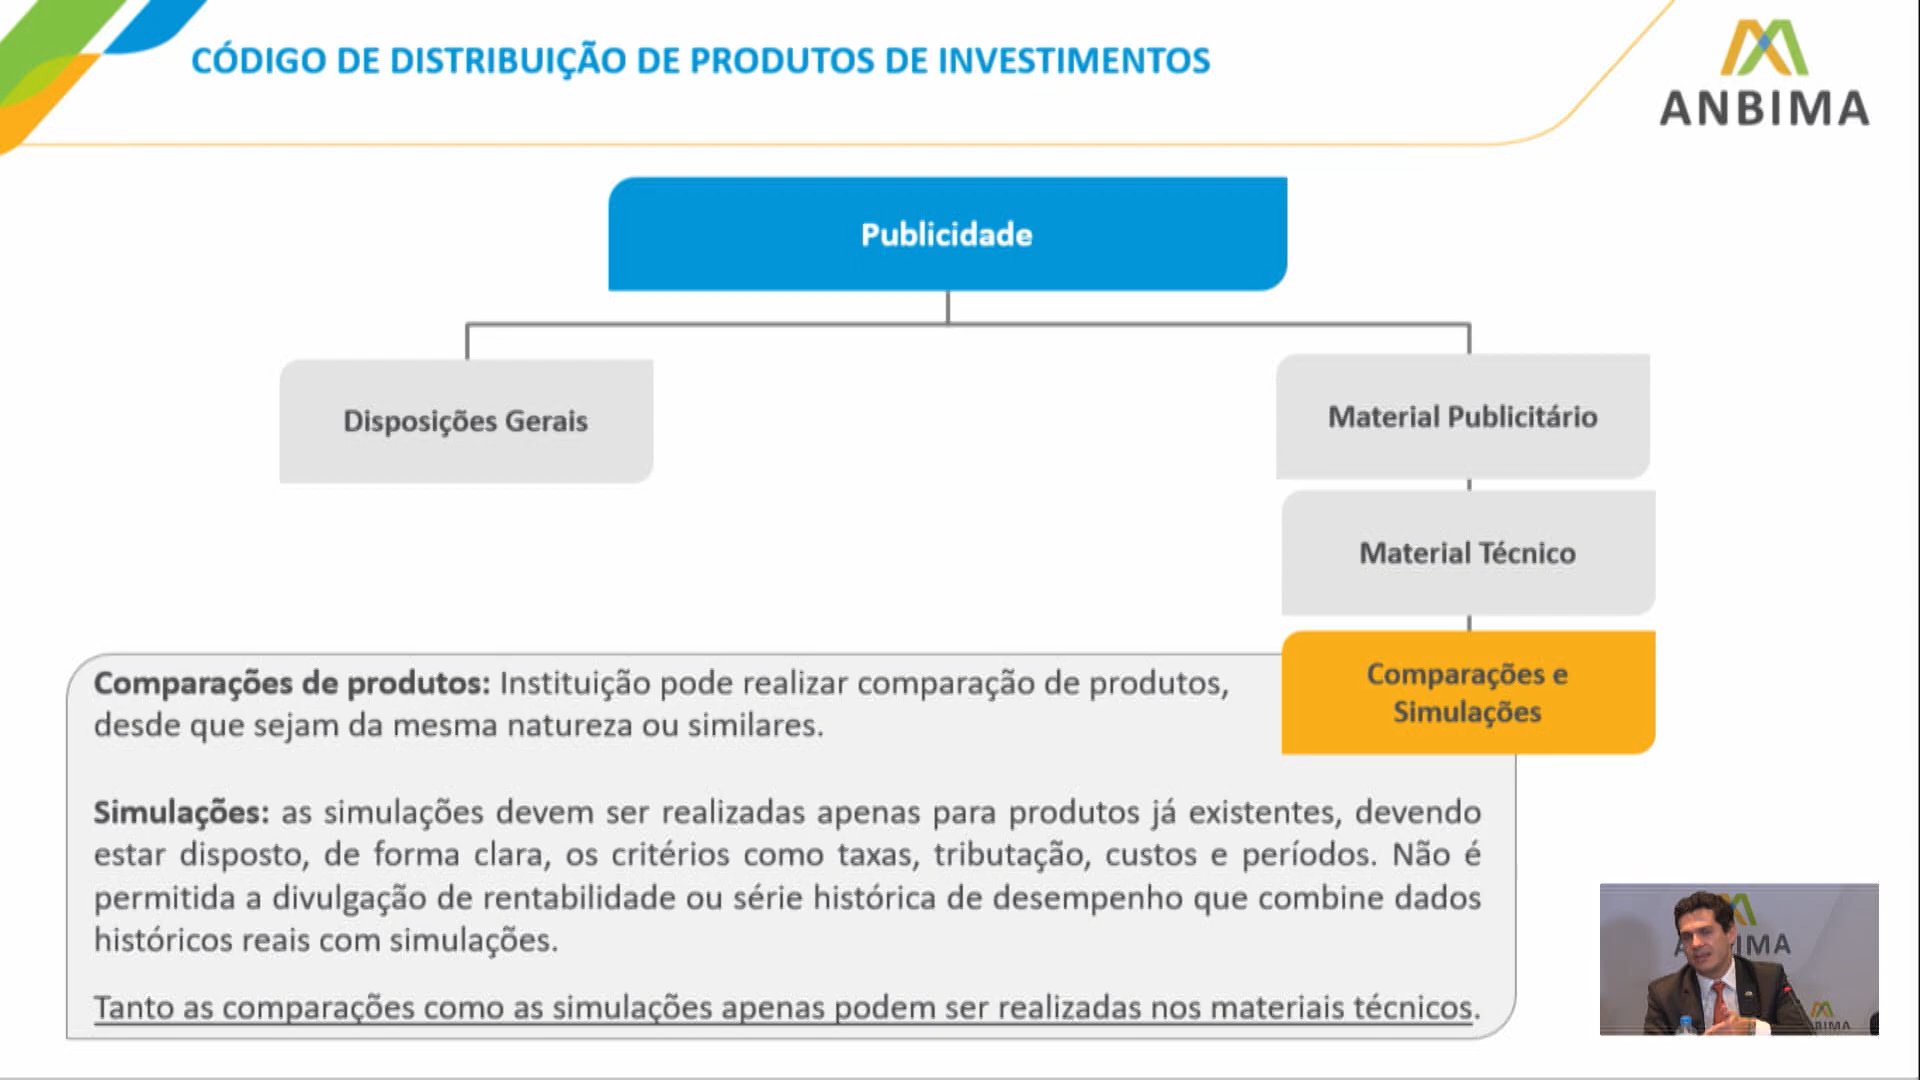 CÓDIGO DE DISTRIBUIÇÃO DE PRODUTOS DE INVESTIMENTOS
ANBIMA
Publicidade
Disposições Gerais
Material Publicitário
Material Técnico
Comparações e
Simulações
Comparações de produtos: Instituição pode realizar comparação de produtos,
desde que sejam da mesma natureza ou similares.
Simulações: as simulações devem ser realizadas apenas para produtos já existentes, devendo
estar disposto, de forma clara, os critérios como taxas, tributação, custos e períodos. Não é
permitida a divulgação de rentabilidade ou série histórica de desempenho que combine dados
históricos reais com simulações.
Tanto as comparações como as simulações apenas podem ser realizadas nos materiais técnicos.